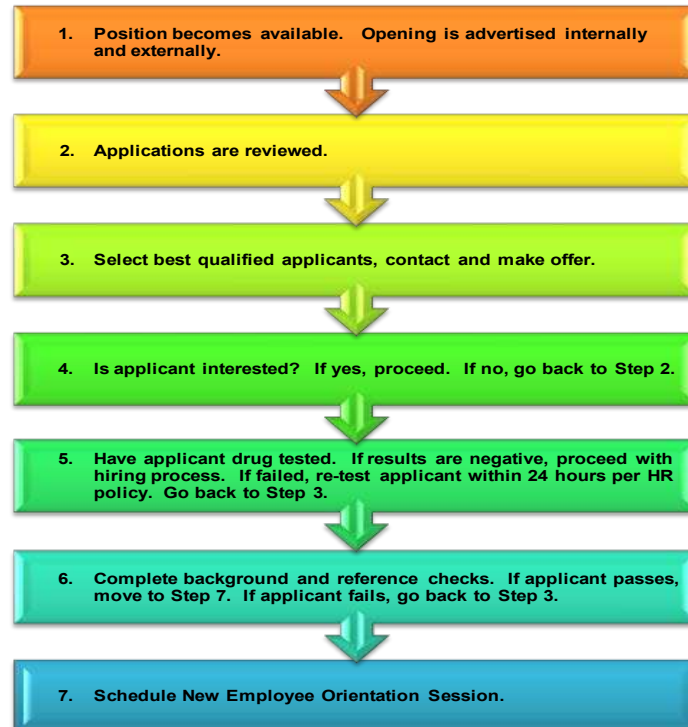 1. Position becomes available. Opening is advertised internally
and externally.
2. Applications are reviewed.
3. Select best qualified applicants, contact and make offer.
4. Is applicant interested? If yes, proceed. If no, go back to Step 2.
5. Have applicant drug tested. If results are negative, proceed with
hiring process. If failed, re-test applicant within 24 hours per HR
policy. Go back to Step 3.
6. Complete background and reference checks. If applicant passes,
move to Step 7. If applicant fails, go back to Step 3.
7. Schedule New Employee Orientation Session.